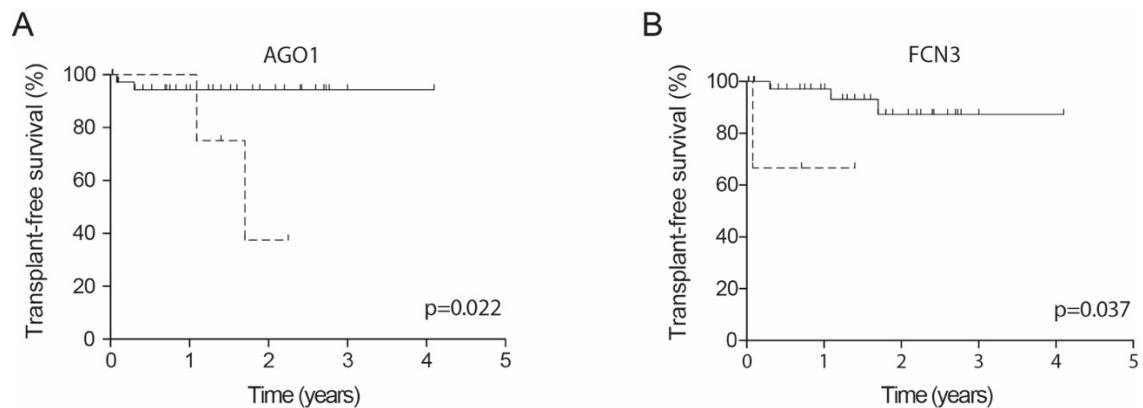 A
AGO1
Transplant-free survival (%)
100
80
60
40
20
0
0 1 2 3 4 5
Time (years)
p=0.022
B
FCN3
Transplant-free survival (%)
100
80
60
40
20
0
0 1 2 3 4 5
Time (years)
p=0.037